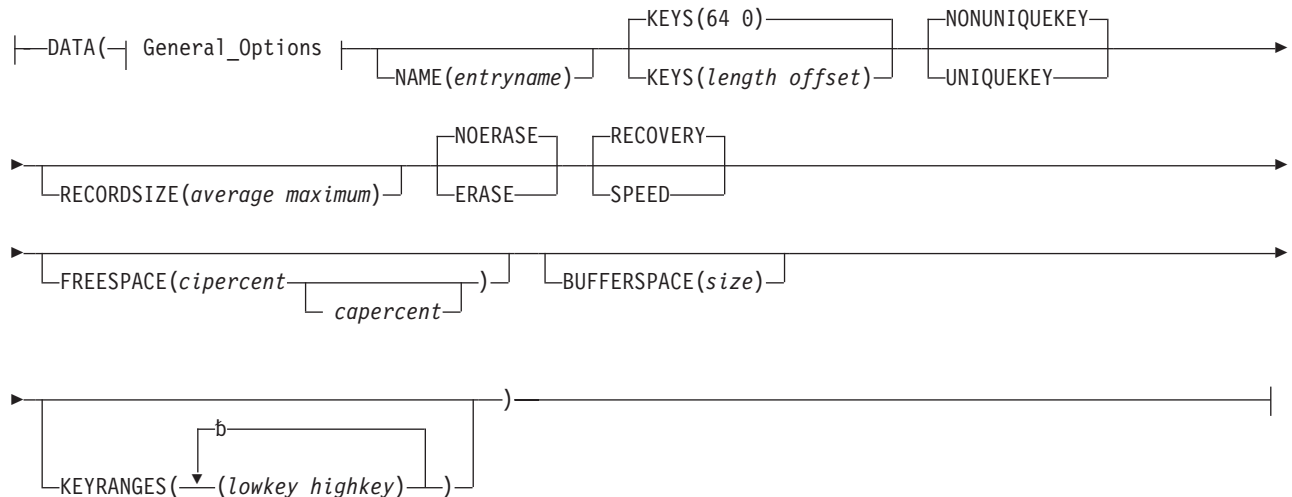 KEYS(64 0) NONUNIQUEKEY
DATA( General_Options
NAME(entryname) KEYS(length offset) UNIQUEKEY
NOERASE RECOVERY
RECORDSIZE(average maximum) ERASE SPEED
FREESPACE(cipercent ) BUFFERSPACE(size)
capercent
)
ƀ
KEYRANGES( (lowkey highkey) )